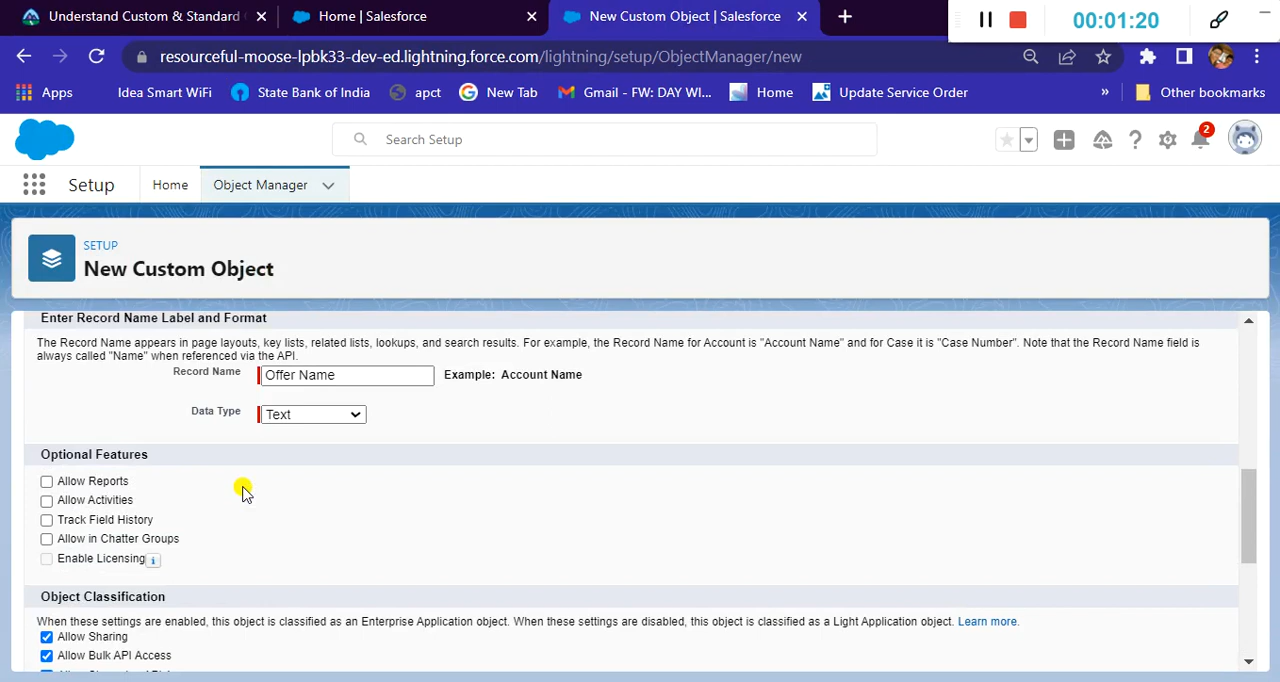 Understand Custom & Standard
Home | Salesforce
New Custom Object | Salesforce
00:01:20
resourceful-moose-lpbk33-dev-ed.lightning.force.com/lightning/setup/ObjectManager/new
Apps
Idea Smart WiFi
State Bank of India
apct
New Tab
Gmail - FW: DAY WI...
Home
Update Service Order
»
Other bookmarks
Search Setup
2
Setup
Home
Object Manager
SETUP
New Custom Object
Enter Record Name Label and Format
The Record Name appears in page layouts, key lists, related lists, lookups, and search results. For example, the Record Name for Account is "Account Name" and for Case it is "Case Number". Note that the Record Name field is
always called "Name" when referenced via the API.
Record Name
Offer Name
Example: Account Name
Data Type
Text
Optional Features
Allow Reports
Allow Activities
Track Field History
Allow in Chatter Groups
Enable Licensing
i
Object Classification
When these settings are enabled, this object is classified as an Enterprise Application object. When these settings are disabled, this object is classified as a Light Application object. Learn more.
Allow Sharing
Allow Bulk API Access